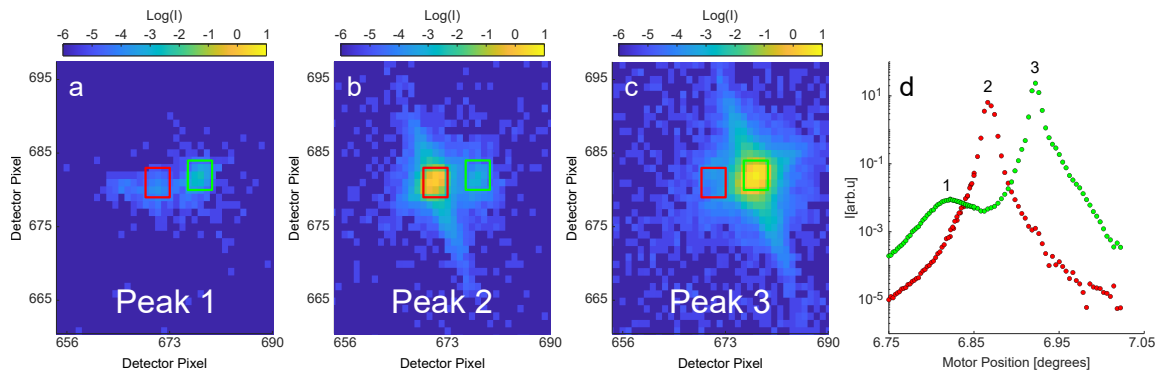 Log(I)
-6 -5 -4 -3 -2 -1 0 1
a
695
685
675
665
656 673 690
Detector Pixel
Detector Pixel
Peak 1
Log(I)
-6 -5 -4 -3 -2 -1 0 1
b
695
685
675
665
656 673 690
Detector Pixel
Detector Pixel
Peak 2
Log(I)
-6 -5 -4 -3 -2 -1 0 1
c
695
685
675
665
656 673 690
Detector Pixel
Detector Pixel
Peak 3
d
1
2
3
10^1
10^-1
10^-3
10^-5
I[arb.u]
6.75 6.85 6.95 7.05
Motor Position [degrees]